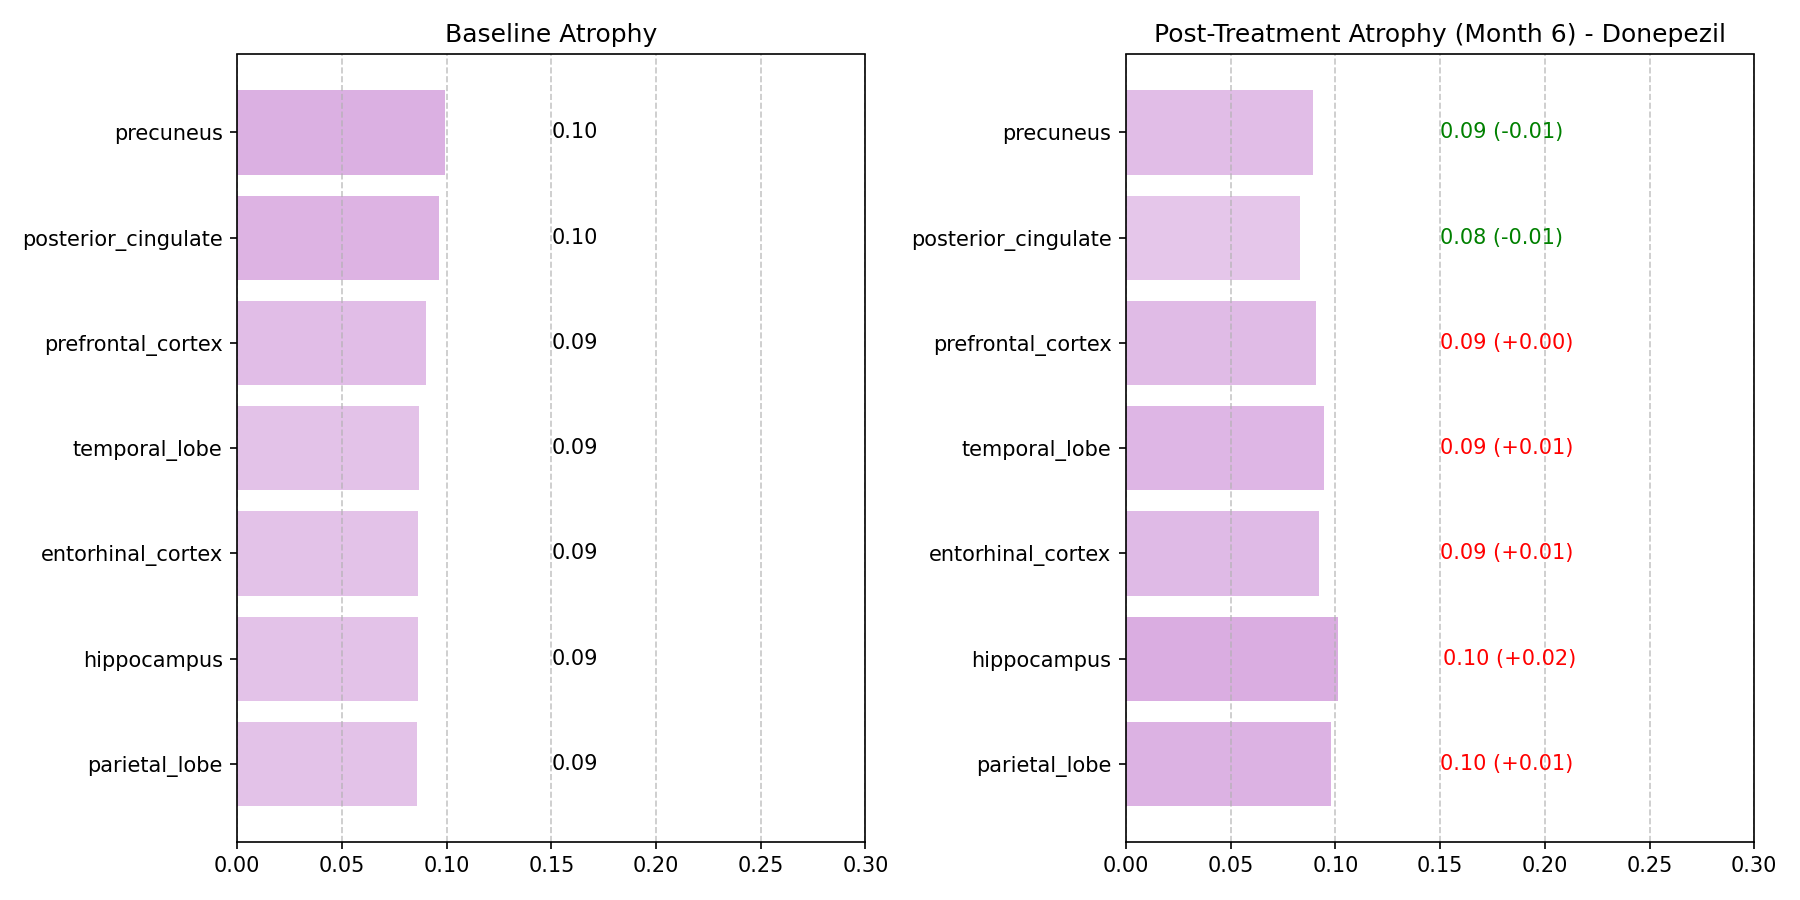 Baseline Atrophy
precuneus 0.10
posterior_cingulate 0.10
prefrontal_cortex 0.09
temporal_lobe 0.09
entorhinal_cortex 0.09
hippocampus 0.09
parietal_lobe 0.09
0.00 0.05 0.10 0.15 0.20 0.25 0.30
Post-Treatment Atrophy (Month 6) - Donepezil
precuneus 0.09 (-0.01)
posterior_cingulate 0.08 (-0.01)
prefrontal_cortex 0.09 (+0.00)
temporal_lobe 0.09 (+0.01)
entorhinal_cortex 0.09 (+0.01)
hippocampus 0.10 (+0.02)
parietal_lobe 0.10 (+0.01)
0.00 0.05 0.10 0.15 0.20 0.25 0.30